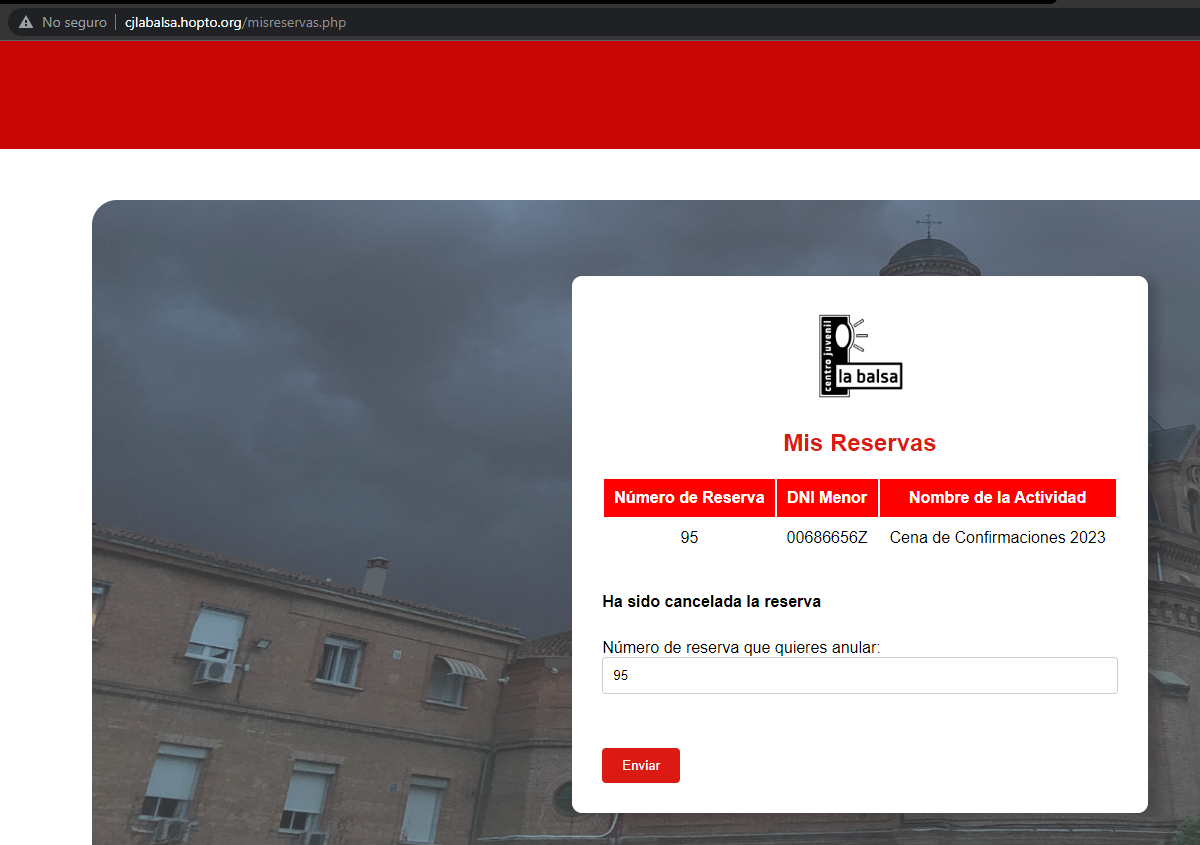 No seguro | cjlabalsa.hopto.org/misreservas.php
centro juvenil
la balsa
Mis Reservas
Número de Reserva DNI Menor Nombre de la Actividad
95 00686656Z Cena de Confirmaciones 2023
Ha sido cancelada la reserva
Número de reserva que quieres anular:
95
Enviar